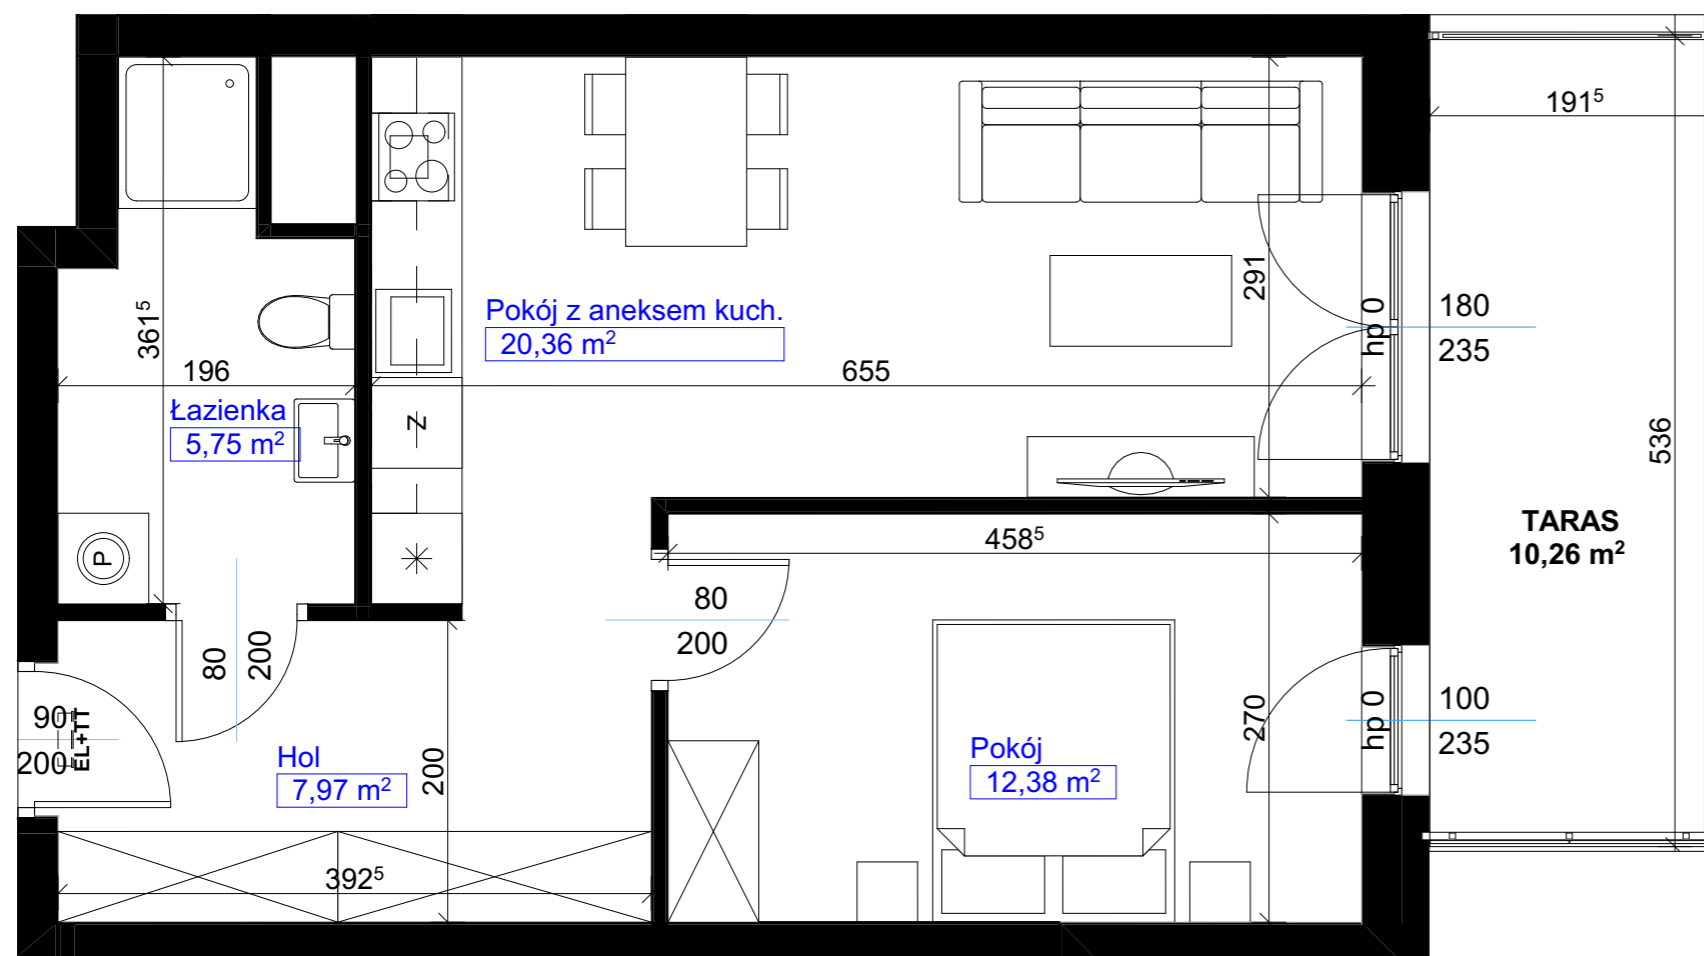 191⁵
361⁵
291
Pokój z aneksem kuch.
20,36 m²
hp 0
180
235
196
655
Łazienka
5,75 m²
Z
536
TARAS
10,26 m²
458⁵
P
80
200
80
200
90
200
EL+TT
Hol
7,97 m²
200
270
Pokój
12,38 m²
hp 0
100
235
392⁵